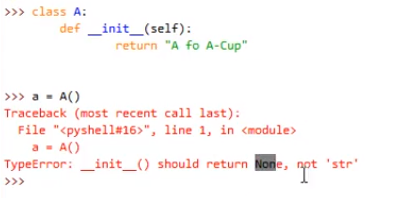 >>> class A:
        def __init__(self):
                return "A fo A-Cup"
>>> a = A()
Traceback (most recent call last):
  File "<pyshell#16>", line 1, in <module>
    a = A()
TypeError: __init__() should return None, not 'str'
>>>